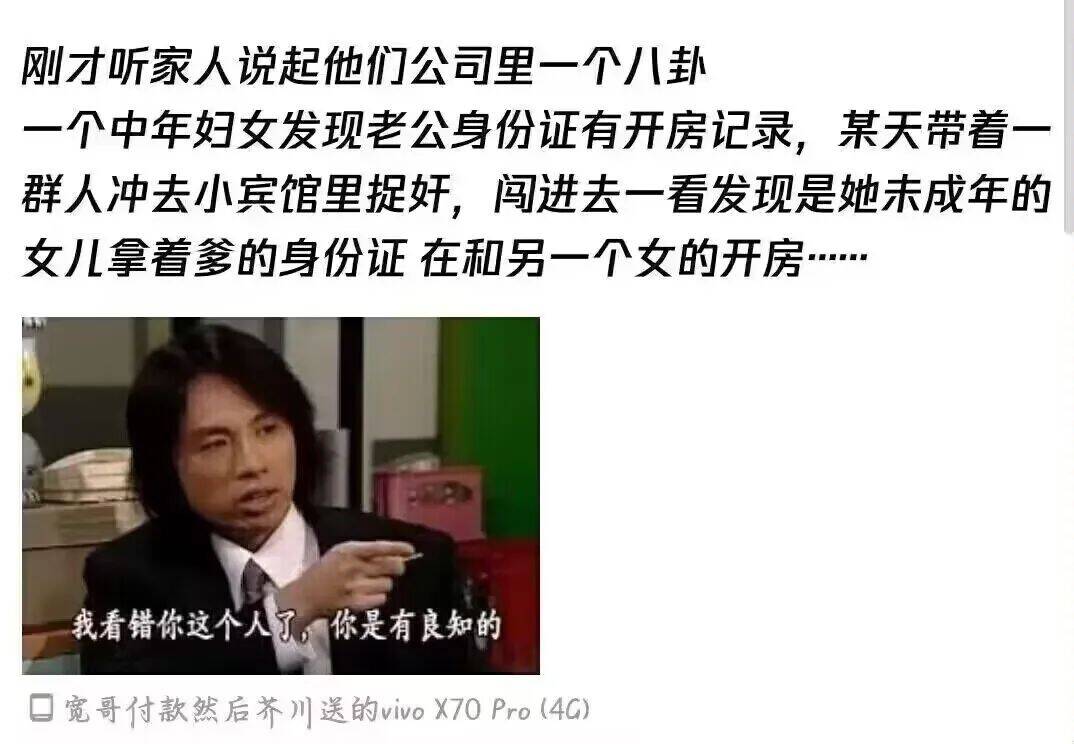 刚才听家人说起他们公司里一个八卦
一个中年妇女发现老公身份证有开房记录，某天带着一
群人冲去小宾馆里捉奸，闯进去一看发现是她未成年的
女儿拿着爹的身份证 在和另一个女的开房……
我看错你这个人了，你是有良知的
宽哥付款然后芥川送的vivo X70 Pro (4G)